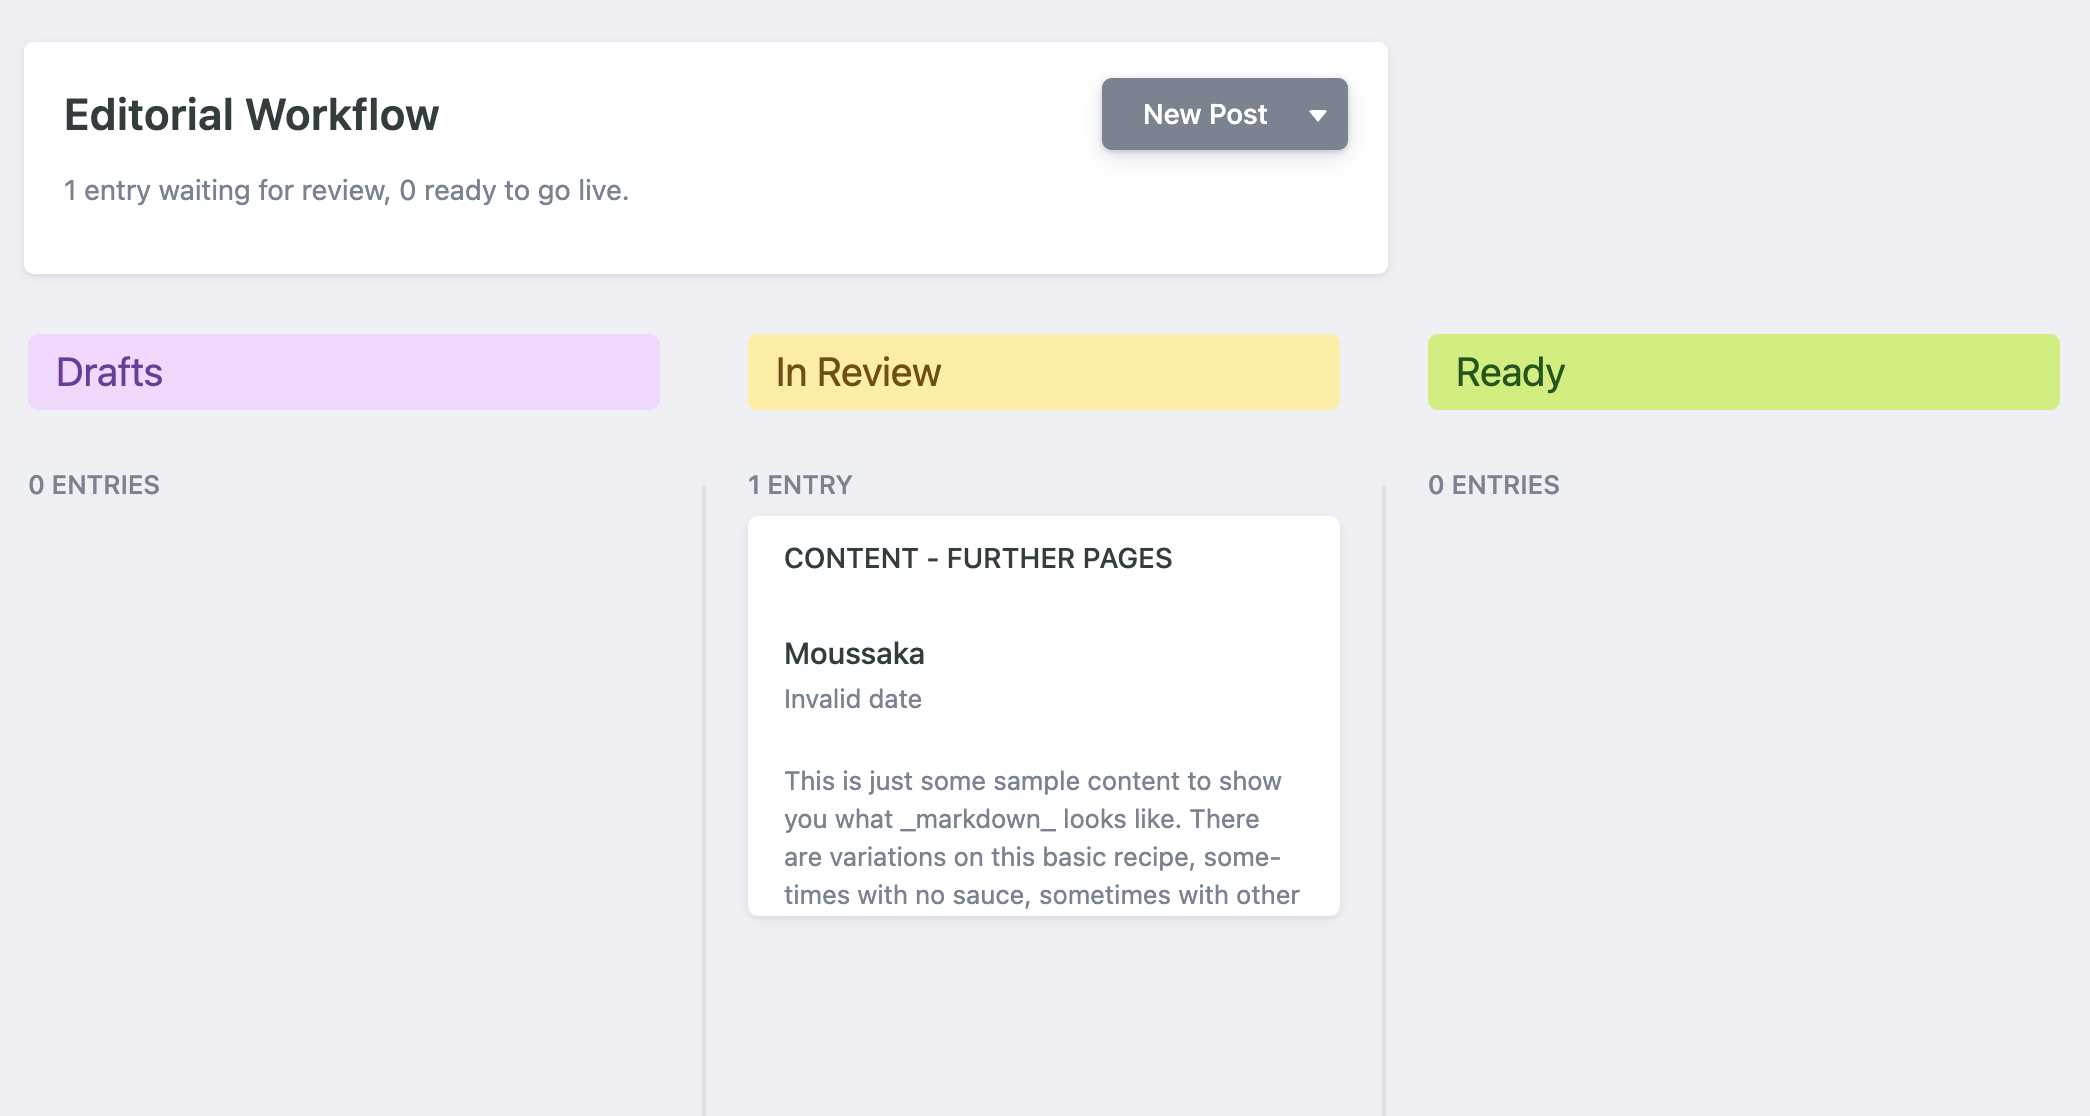 Editorial Workflow
New Post
1 entry waiting for review, 0 ready to go live.
Drafts
In Review
Ready
0 ENTRIES
1 ENTRY
0 ENTRIES
CONTENT - FURTHER PAGES
Moussaka
Invalid date
This is just some sample content to show
you what _markdown_ looks like. There
are variations on this basic recipe, some-
times with no sauce, sometimes with other